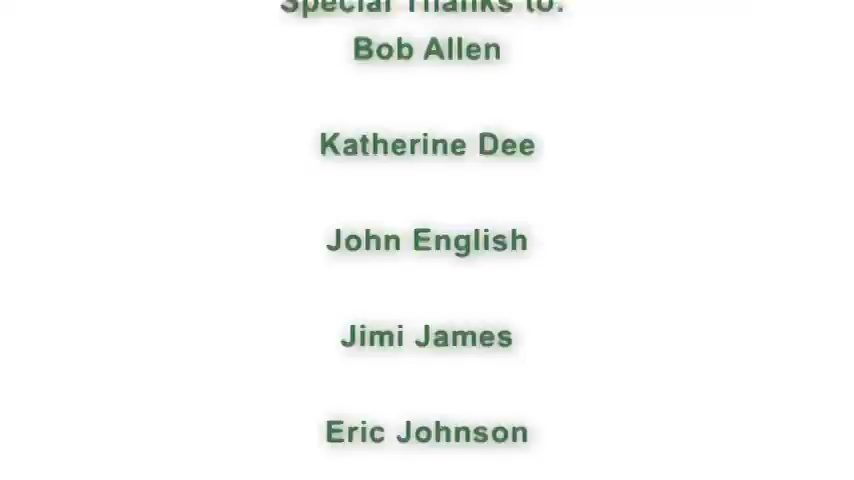 Special Thanks to:
Bob Allen
Katherine Dee
John English
Jimi James
Eric Johnson